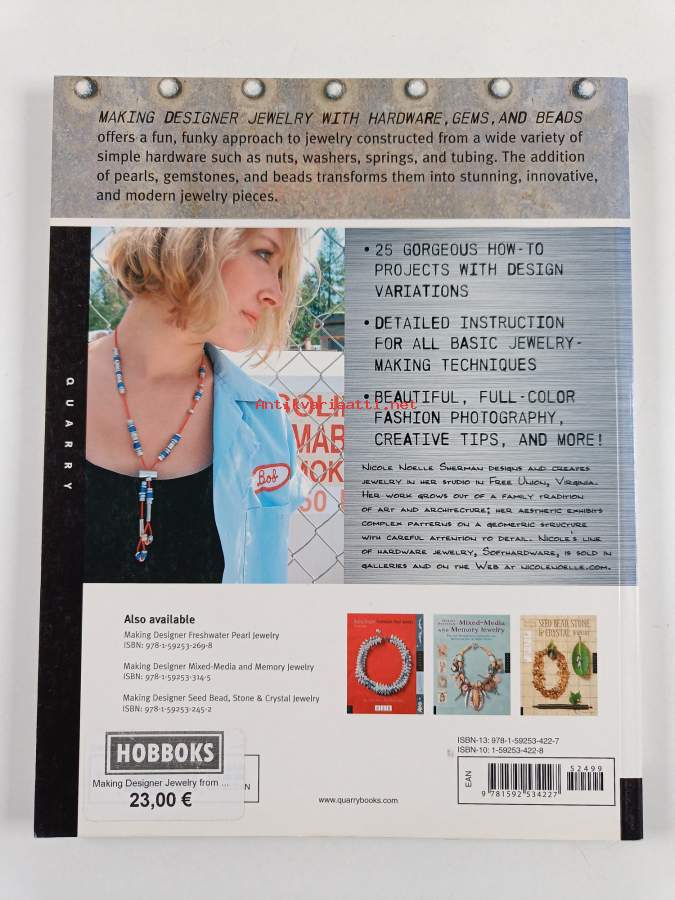 MAKING DESIGNER JEWELRY WITH HARDWARE, GEMS, AND BEADS
offers a fun, funky approach to jewelry constructed from a wide variety of
simple hardware such as nuts, washers, springs, and tubing. The addition
of pearls, gemstones, and beads transforms them into stunning, innovative,
and modern jewelry pieces.
QUARRY
Bob
• 25 GORGEOUS HOW-TO
PROJECTS WITH DESIGN
VARIATIONS
• DETAILED INSTRUCTION
FOR ALL BASIC JEWELRY-
MAKING TECHNIQUES
• BEAUTIFUL, FULL-COLOR
FASHION PHOTOGRAPHY,
CREATIVE TIPS, AND MORE!
Antikvariaatti.net
NICOLE NOELLE SHERMAN DESIGNS AND CREATES
JEWELRY IN HER STUDIO IN FREE UNION, VIRGINIA.
HER WORK GROWS OUT OF A FAMILY TRADITION
OF ART AND ARCHITECTURE; HER AESTHETIC EXHIBITS
COMPLEX PATTERNS ON A GEOMETRIC STRUCTURE
WITH CAREFUL ATTENTION TO DETAIL. NICOLE'S LINE
OF HARDWARE JEWELRY, SOFTHARDWARE, IS SOLD IN
GALLERIES AND ON THE WEB AT NICOLENOELLE.COM.
Also available
Making Designer Freshwater Pearl Jewelry
ISBN: 978-1-59253-269-8
Making Designer Mixed-Media and Memory Jewelry
ISBN: 978-1-59253-314-5
Making Designer Seed Bead, Stone & Crystal Jewelry
ISBN: 978-1-59253-245-2
Mixed-Media
and Memory Jewelry
SEED BEAD, STONE
& CRYSTAL
HOBBOKS
Making Designer Jewelry from ...
23,00 €
www.quarrybooks.com
ISBN-13: 978-1-59253-422-7
ISBN-10: 1-59253-422-8
EAN
52499
9 781592 534227